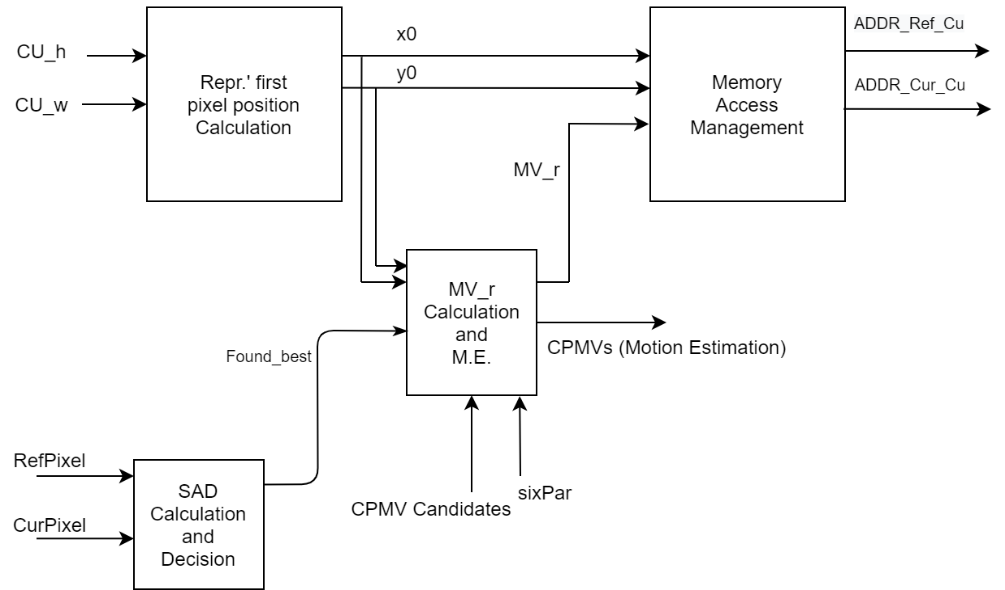 CU_h
CU_w
Repr.' first
pixel position
Calculation
x0
y0
Memory
Access
Management
ADDR_Ref_Cu
ADDR_Cur_Cu
MV_r
MV_r
Calculation
and
M.E.
Found_best
CPMVs (Motion Estimation)
RefPixel
CurPixel
SAD
Calculation
and
Decision
CPMV Candidates
sixPar